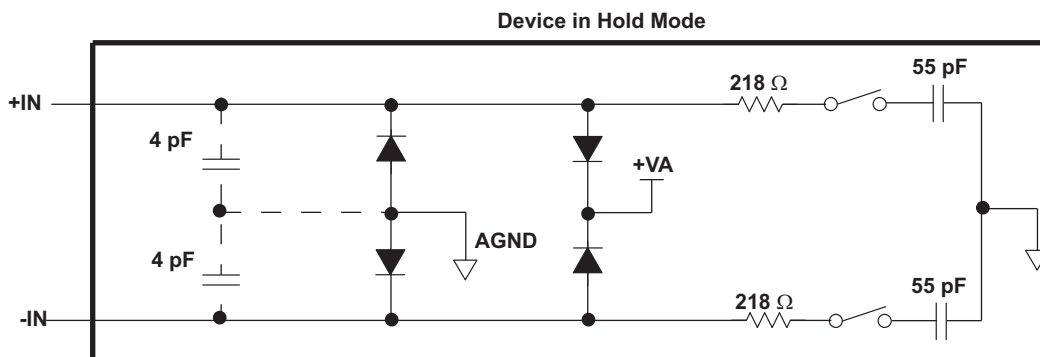 Device in Hold Mode
55 pF
218 Ω
+IN
4 pF
+VA
AGND
4 pF
55 pF
218 Ω
-IN